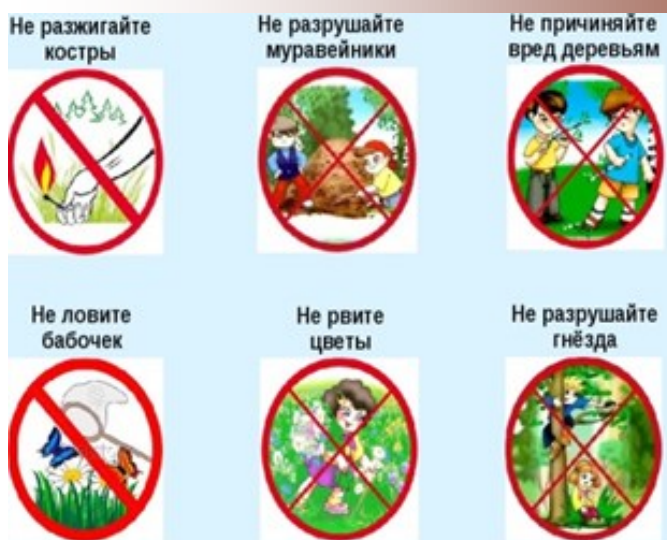 Не разжигайте
костры
Не разрушайте
муравейники
Не причиняйте
вред деревьям
Не ловите
бабочек
Не рвите
цветы
Не разрушайте
гнёзда